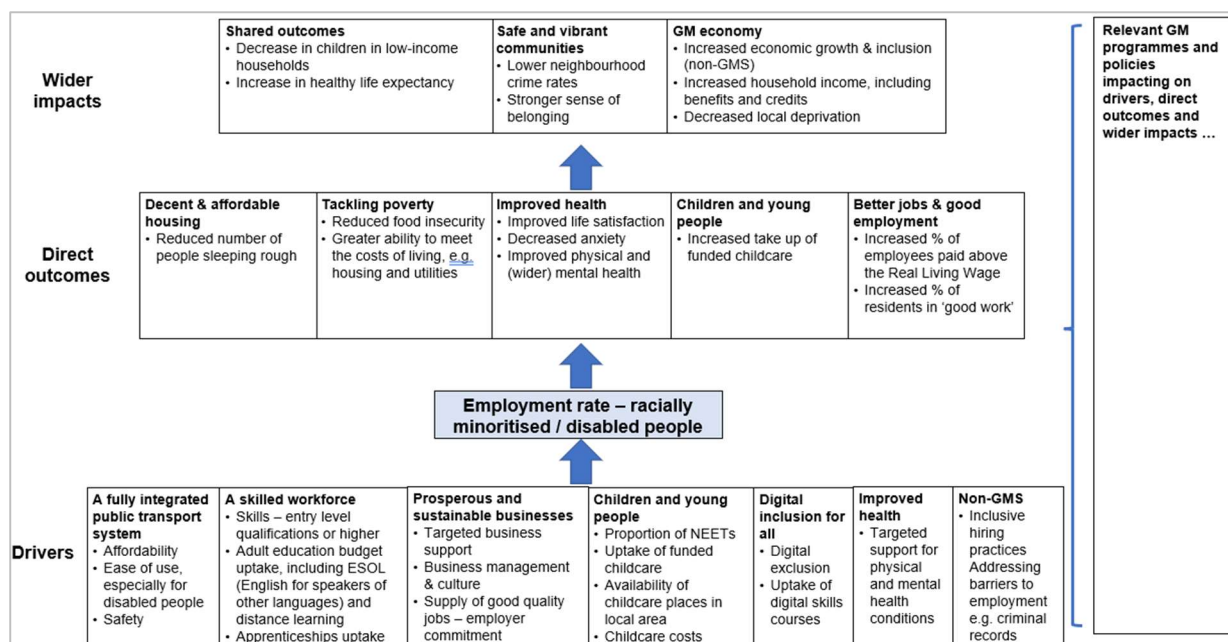 Wider
impacts
Shared outcomes
• Decrease in children in low-income
households
• Increase in healthy life expectancy
Safe and vibrant
communities
• Lower neighbourhood
crime rates
• Stronger sense of
belonging
GM economy
• Increased economic growth & inclusion
(non-GMS)
• Increased household income, including
benefits and credits
• Decreased local deprivation
Relevant GM
programmes and
policies
impacting on
drivers, direct
outcomes and
wider impacts …
Direct
outcomes
Decent & affordable
housing
• Reduced number of
people sleeping rough
Tackling poverty
• Reduced food insecurity
• Greater ability to meet
the costs of living, e.g.
housing and utilities
Improved health
• Improved life satisfaction
• Decreased anxiety
• Improved physical and
(wider) mental health
Children and young
people
• Increased take up of
funded childcare
Better jobs & good
employment
• Increased % of
employees paid above
the Real Living Wage
• Increased % of
residents in ‘good work’
Employment rate – racially
minoritised / disabled people
Drivers
A fully integrated
public transport
system
• Affordability
• Ease of use,
especially for
disabled people
• Safety
A skilled workforce
• Skills – entry level
qualifications or higher
• Adult education budget
uptake, including ESOL
(English for speakers of
other languages) and
distance learning
• Apprenticeships uptake
Prosperous and
sustainable businesses
• Targeted business
support
• Business management
& culture
• Supply of good quality
jobs – employer
commitment
Children and young
people
• Proportion of NEETs
• Uptake of funded
childcare
• Availability of
childcare places in
local area
• Childcare costs
Digital
inclusion for
all
• Digital
exclusion
• Uptake of
digital skills
courses
Improved
health
• Targeted
support for
physical
and mental
health
conditions
Non-GMS
• Inclusive
hiring
practices
Addressing
barriers to
employment
e.g. criminal
records